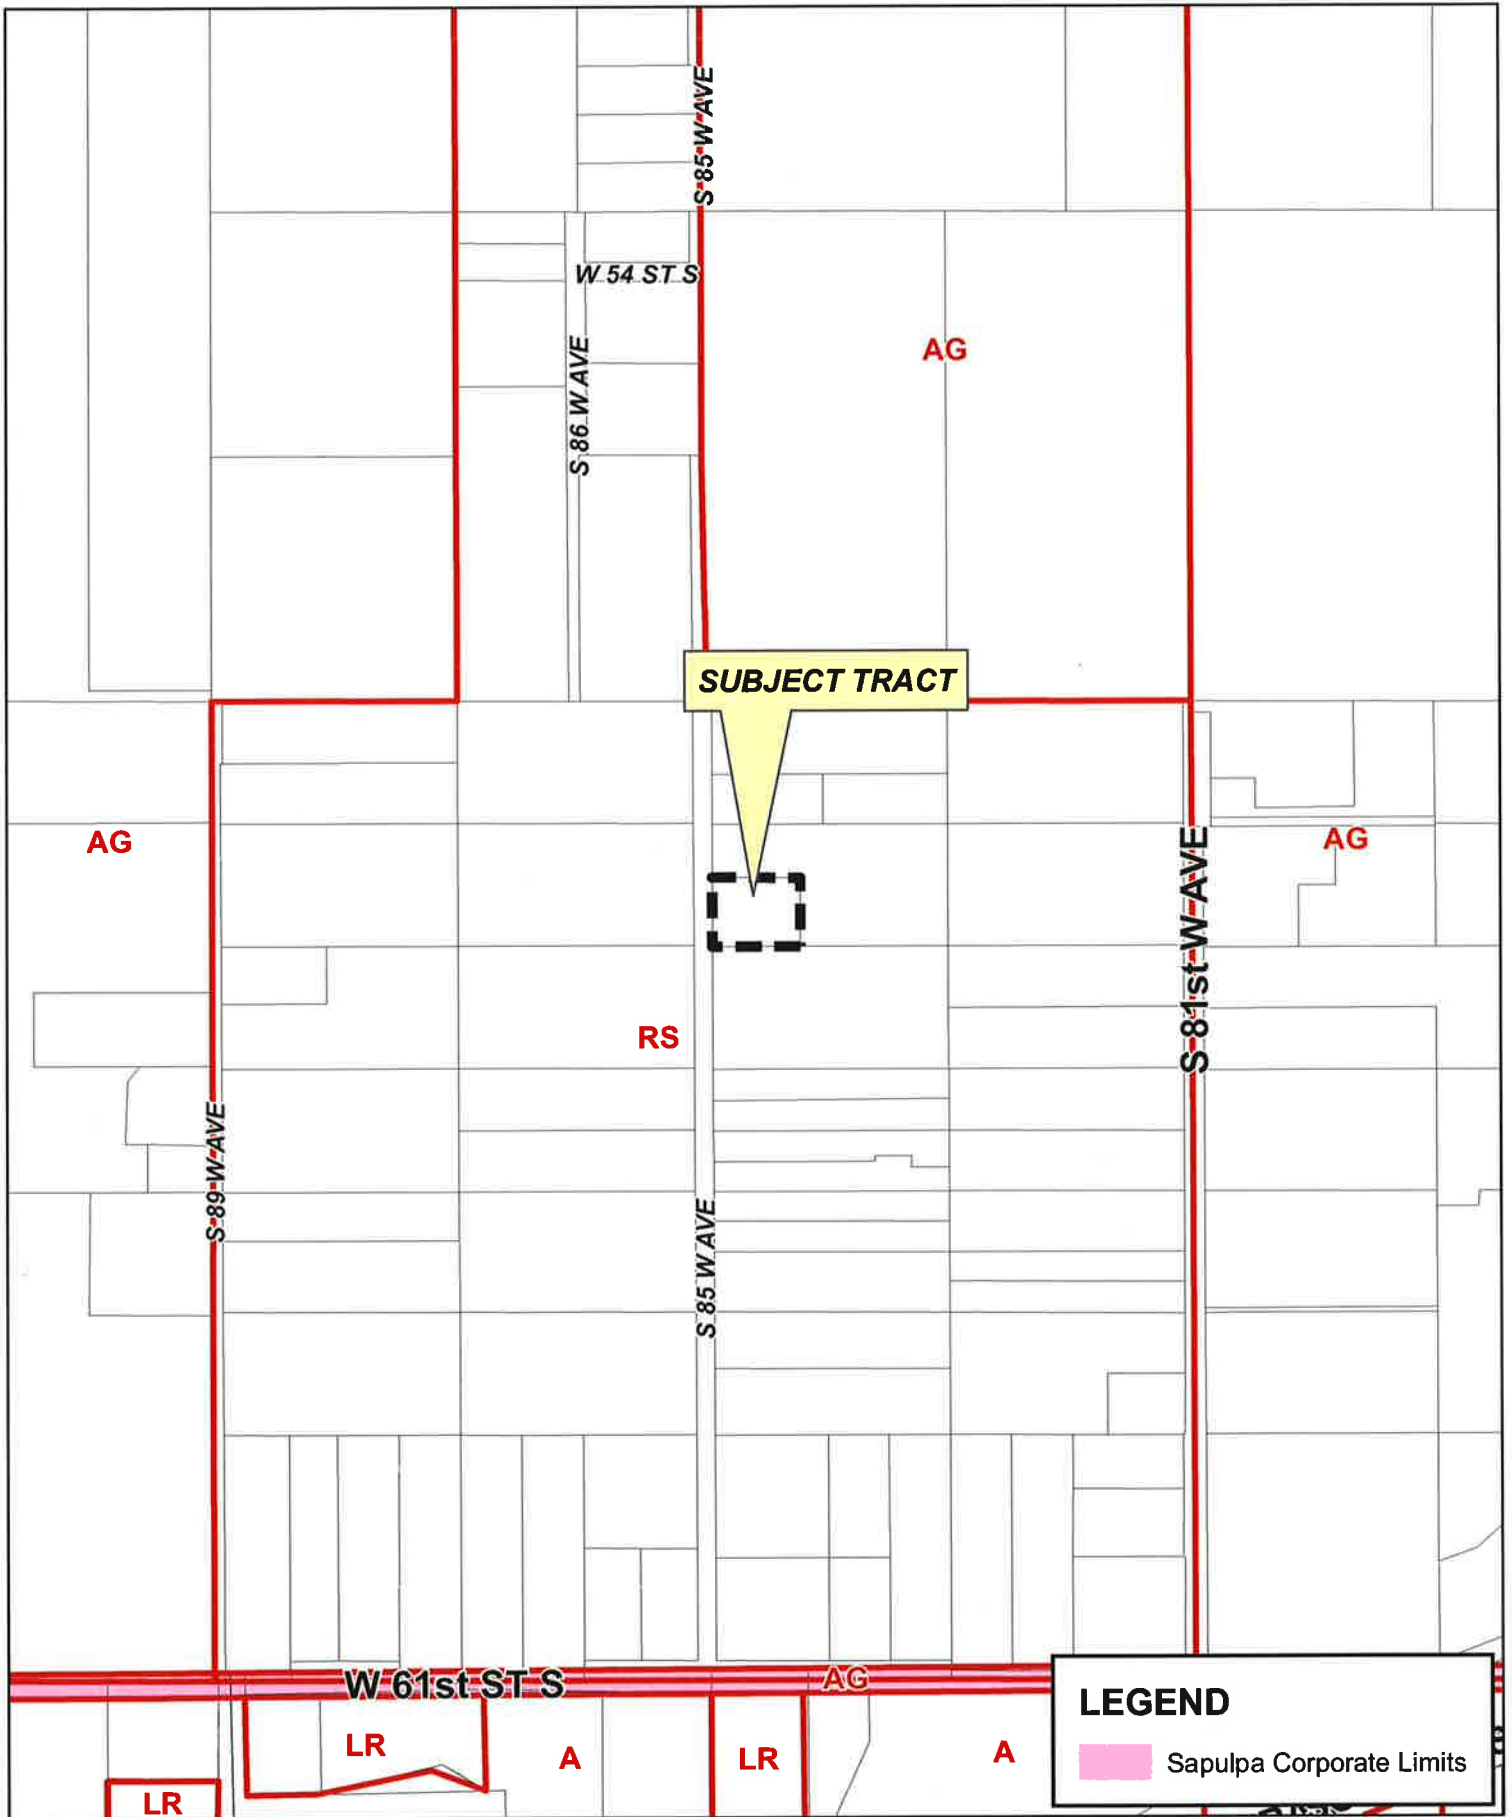 S 85 W AVE
W 54 ST S
AG
S 86 W AVE
SUBJECT TRACT
AG
AG
S 81st W AVE
RS
S 89 W AVE
S 85 W AVE
W 61st ST S
AG
LEGEND
Sapulpa Corporate Limits
LR
A
LR
A
LR